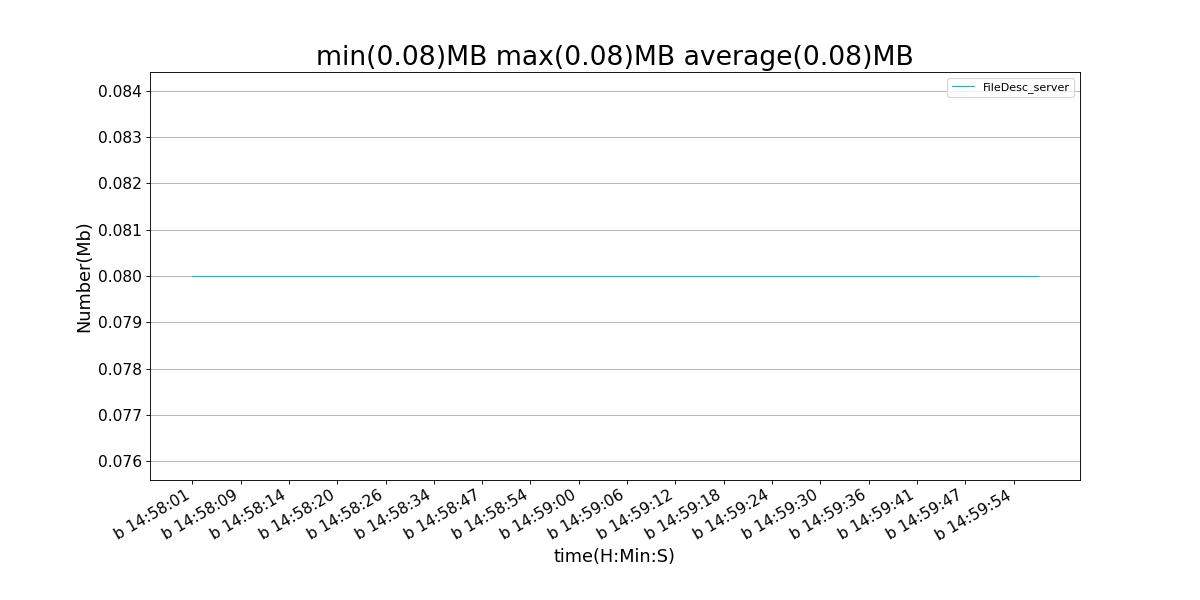 min(0.08)MB max(0.08)MB average(0.08)MB
FileDesc_server
Number(Mb)
0.084
0.083
0.082
0.081
0.080
0.079
0.078
0.077
0.076
b 14:58:01
b 14:58:09
b 14:58:14
b 14:58:20
b 14:58:26
b 14:58:34
b 14:58:47
b 14:58:54
b 14:59:00
b 14:59:06
b 14:59:12
b 14:59:18
b 14:59:24
b 14:59:30
b 14:59:36
b 14:59:41
b 14:59:47
b 14:59:54
time(H:Min:S)